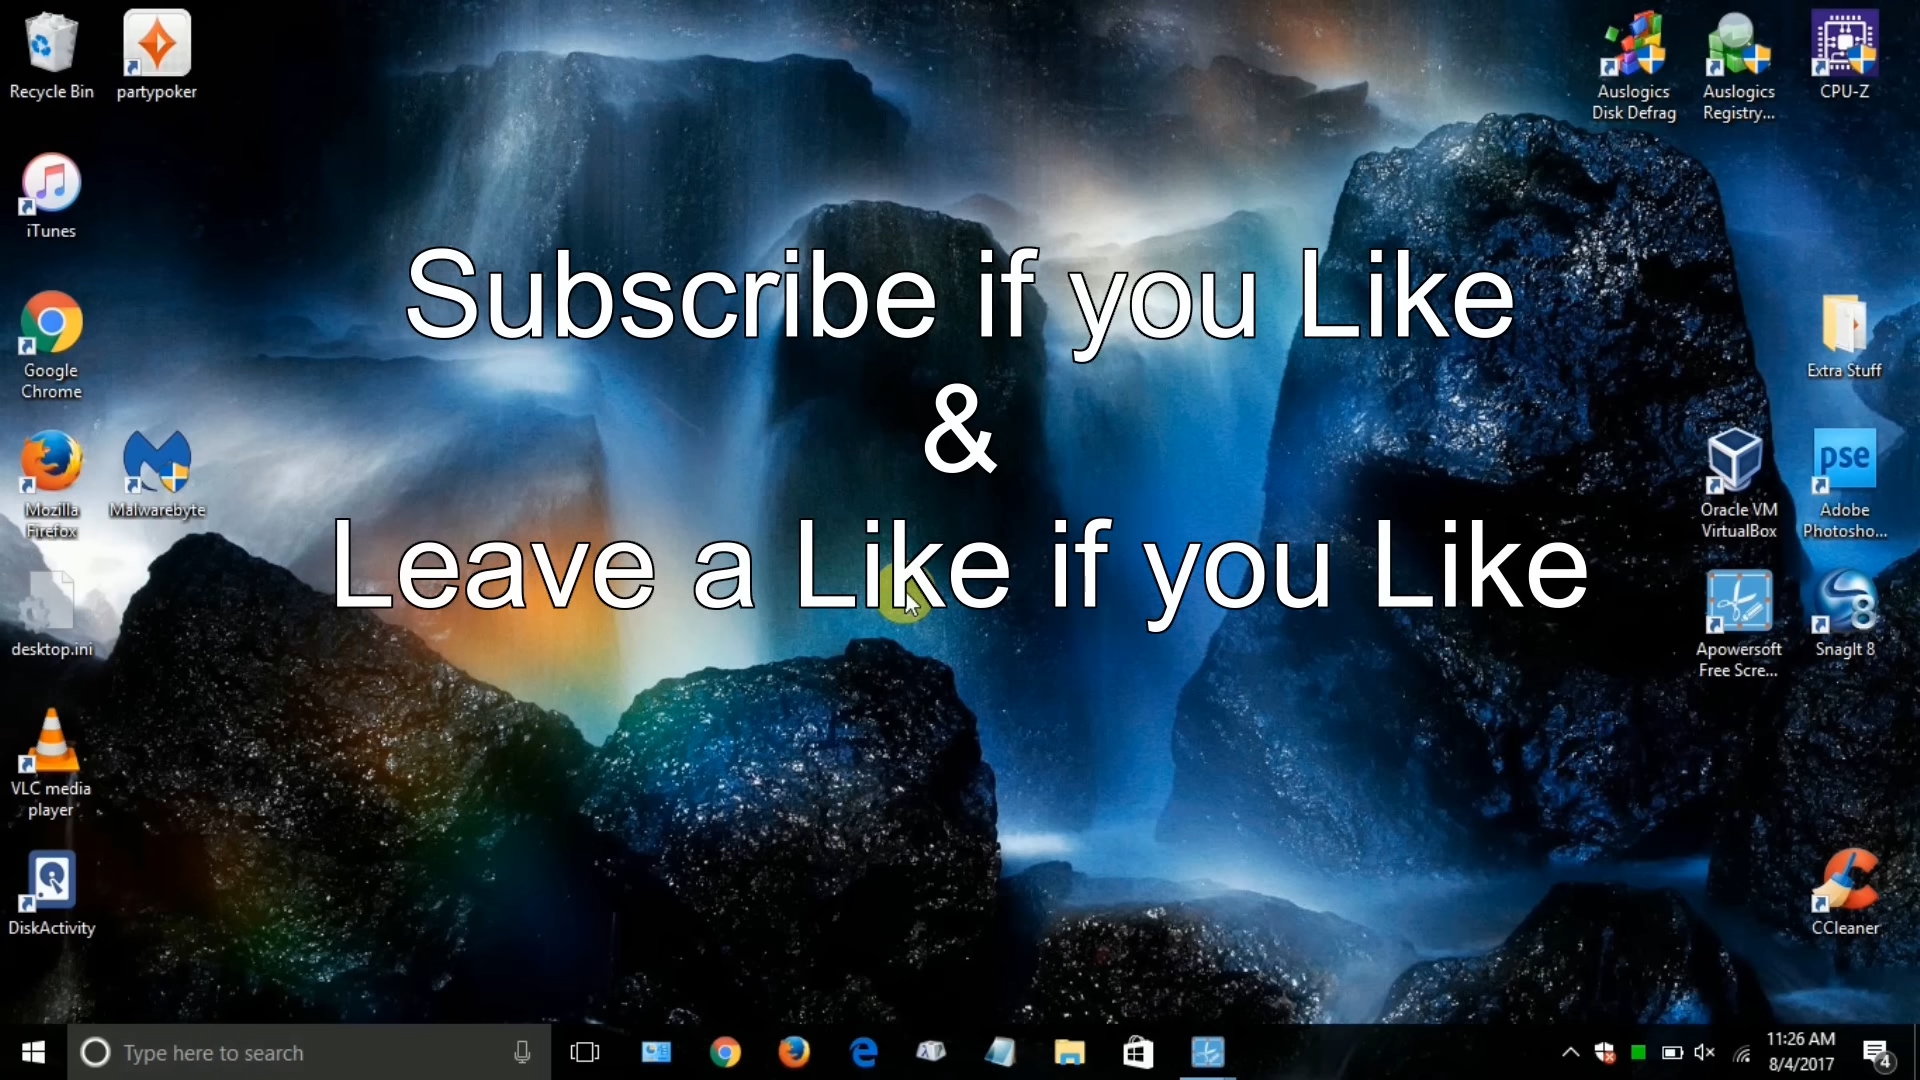 Recycle Bin
partypoker
iTunes
Google
Chrome
Mozilla
Firefox
Malwarebyte
desktop.ini
VLC media
player
DiskActivity
Subscribe if you Like
&
Leave a Like if you Like
Auslogics
Disk Defrag
Auslogics
Registry...
CPU-Z
Extra Stuff
Oracle VM
VirtualBox
pse
Adobe
Photosho...
Apowersoft
Free Scre...
8
SnagIt 8
CCleaner
Type here to search
11:26 AM
8/4/2017
4